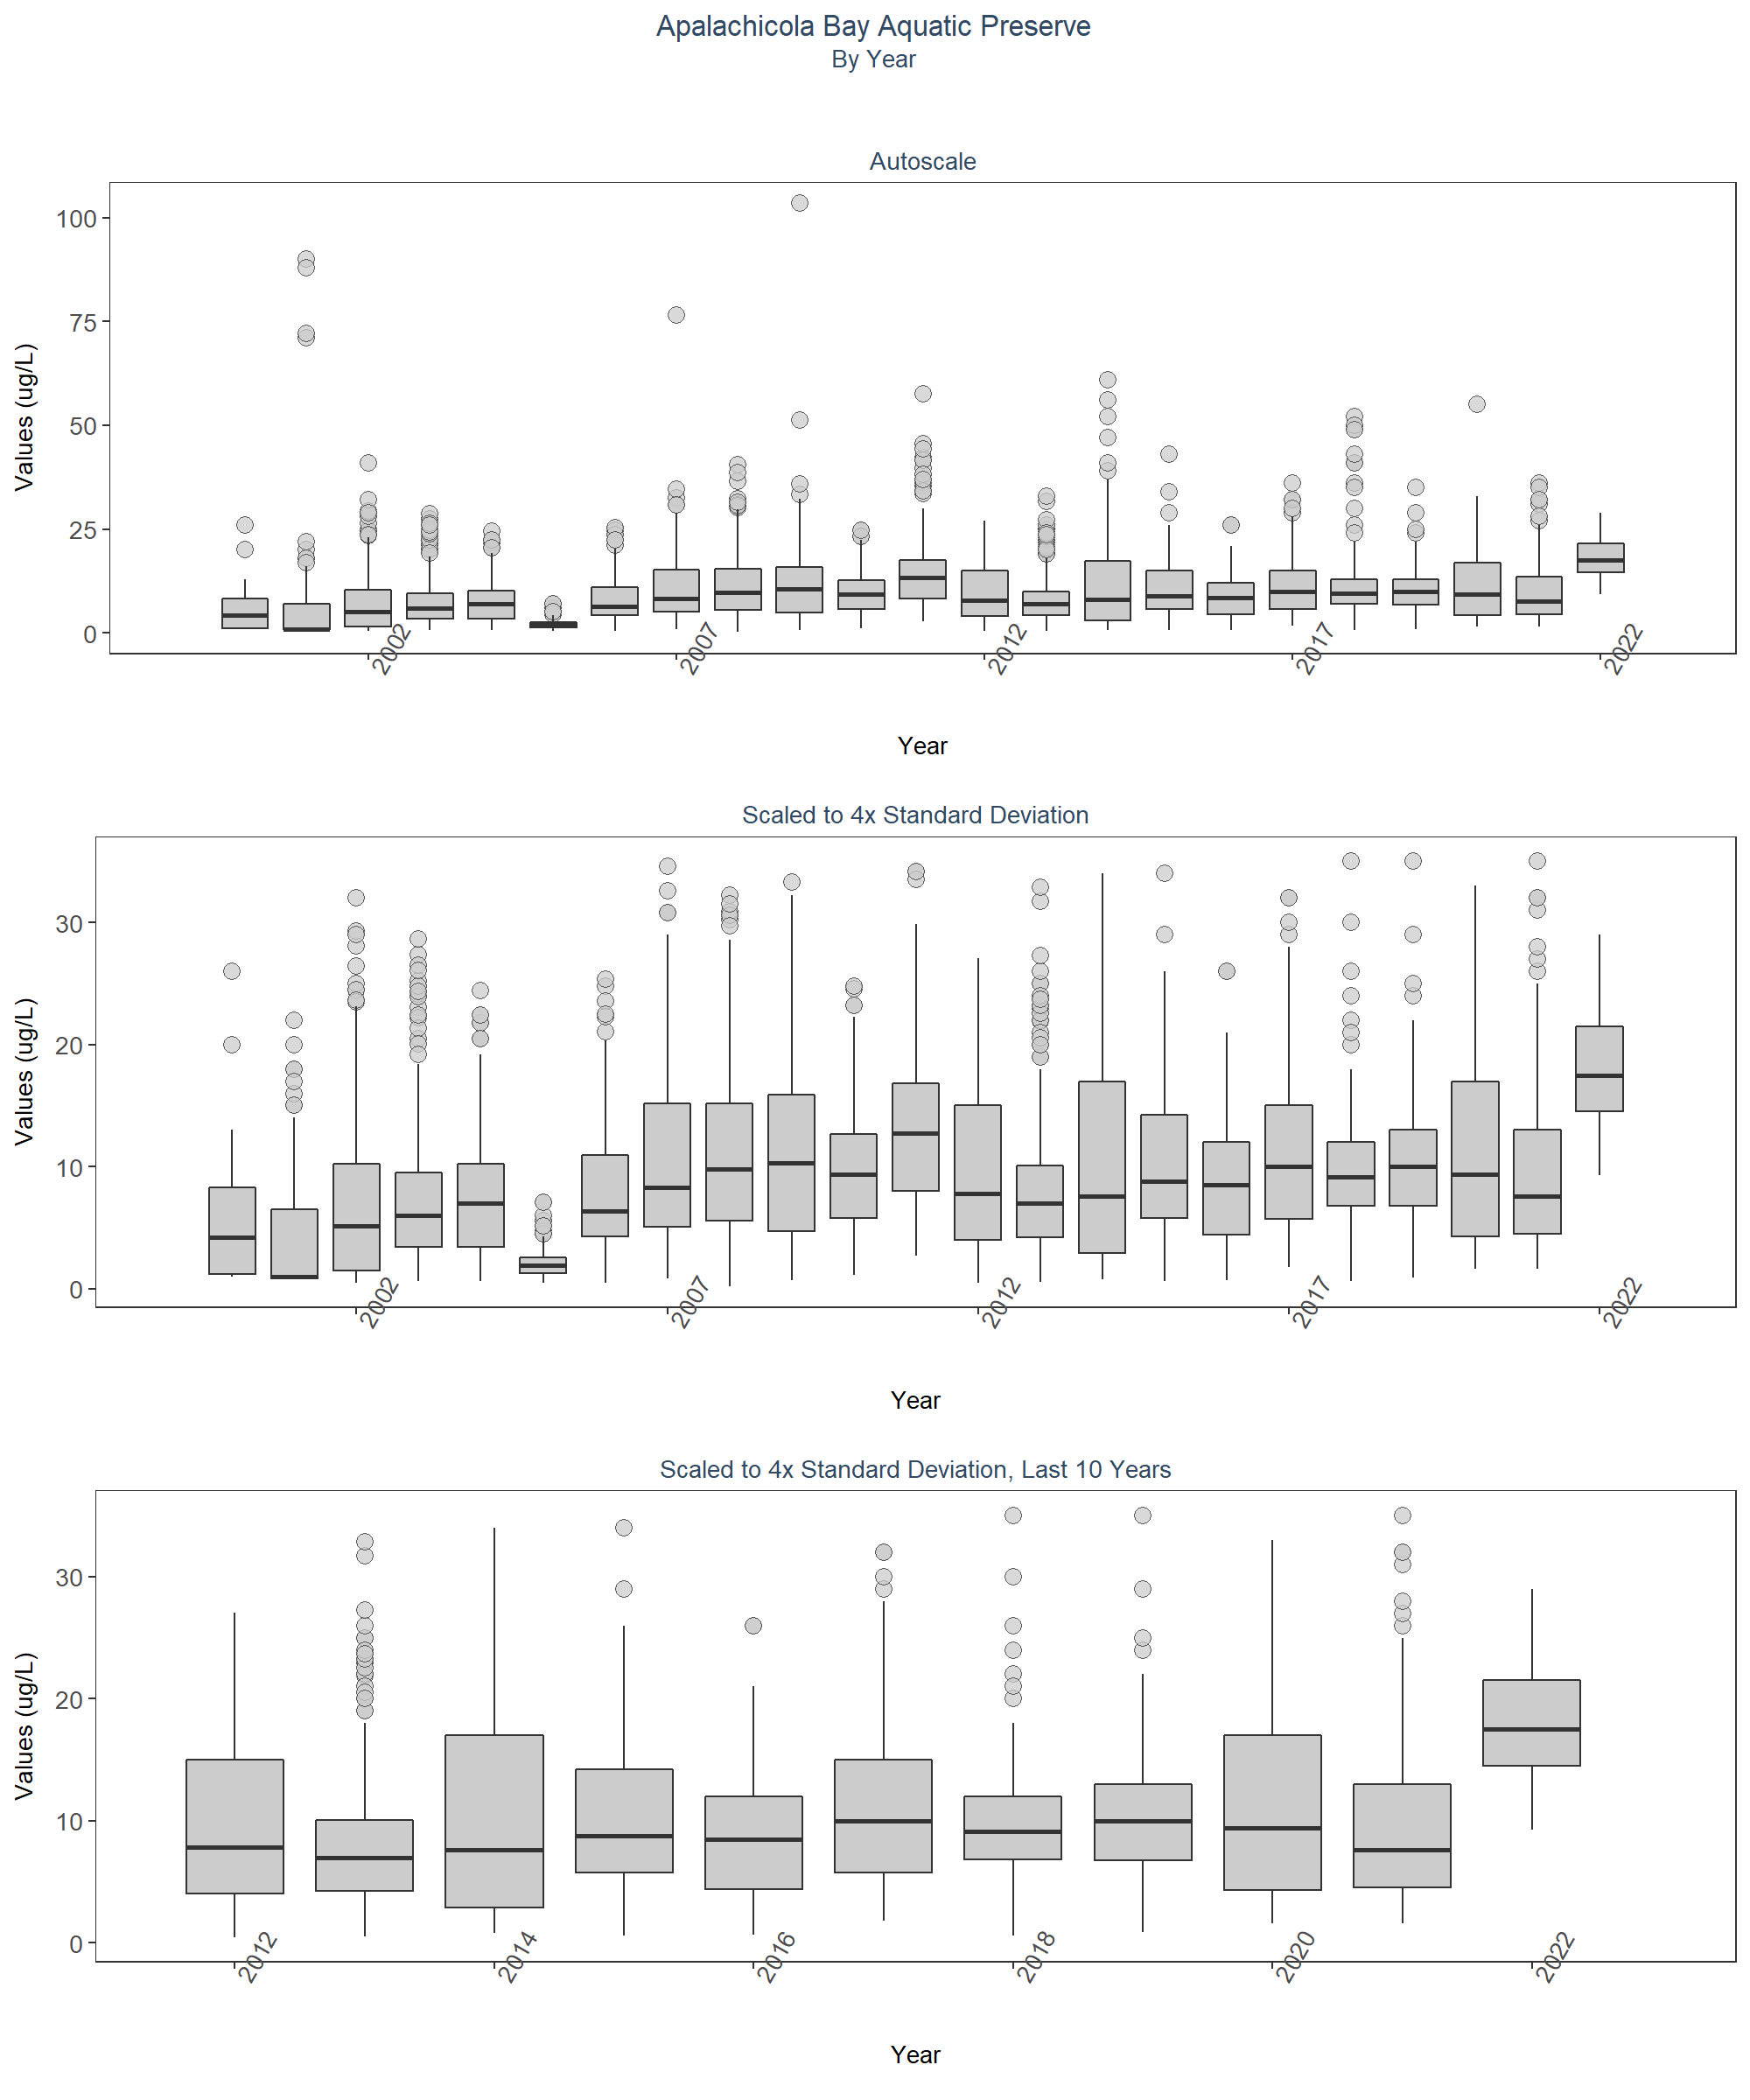 Apalachicola Bay Aquatic Preserve
By Year
Autoscale
Values (ug/L)
100
75
50
25
0
2002 2007 2012 2017 2022
Year
Scaled to 4x Standard Deviation
Values (ug/L)
30
20
10
0
2002 2007 2012 2017 2022
Year
Scaled to 4x Standard Deviation, Last 10 Years
Values (ug/L)
30
20
10
0
2012 2014 2016 2018 2020 2022
Year